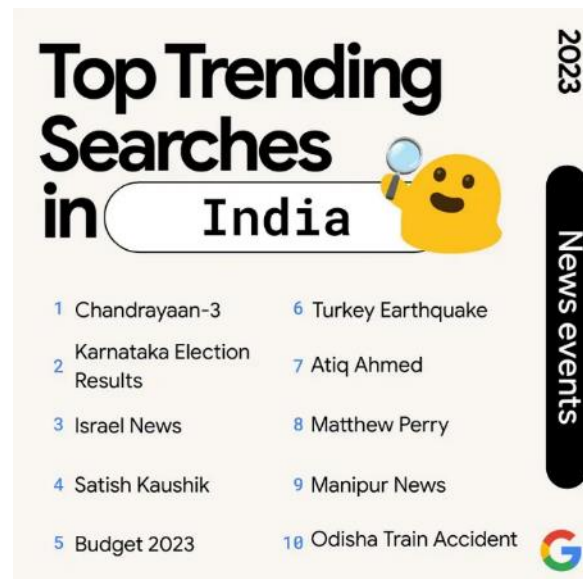 Top Trending
Searches
in India
2023
News events
1 Chandrayaan-3
2 Karnataka Election
Results
3 Israel News
4 Satish Kaushik
5 Budget 2023
6 Turkey Earthquake
7 Atiq Ahmed
8 Matthew Perry
9 Manipur News
10 Odisha Train Accident
G